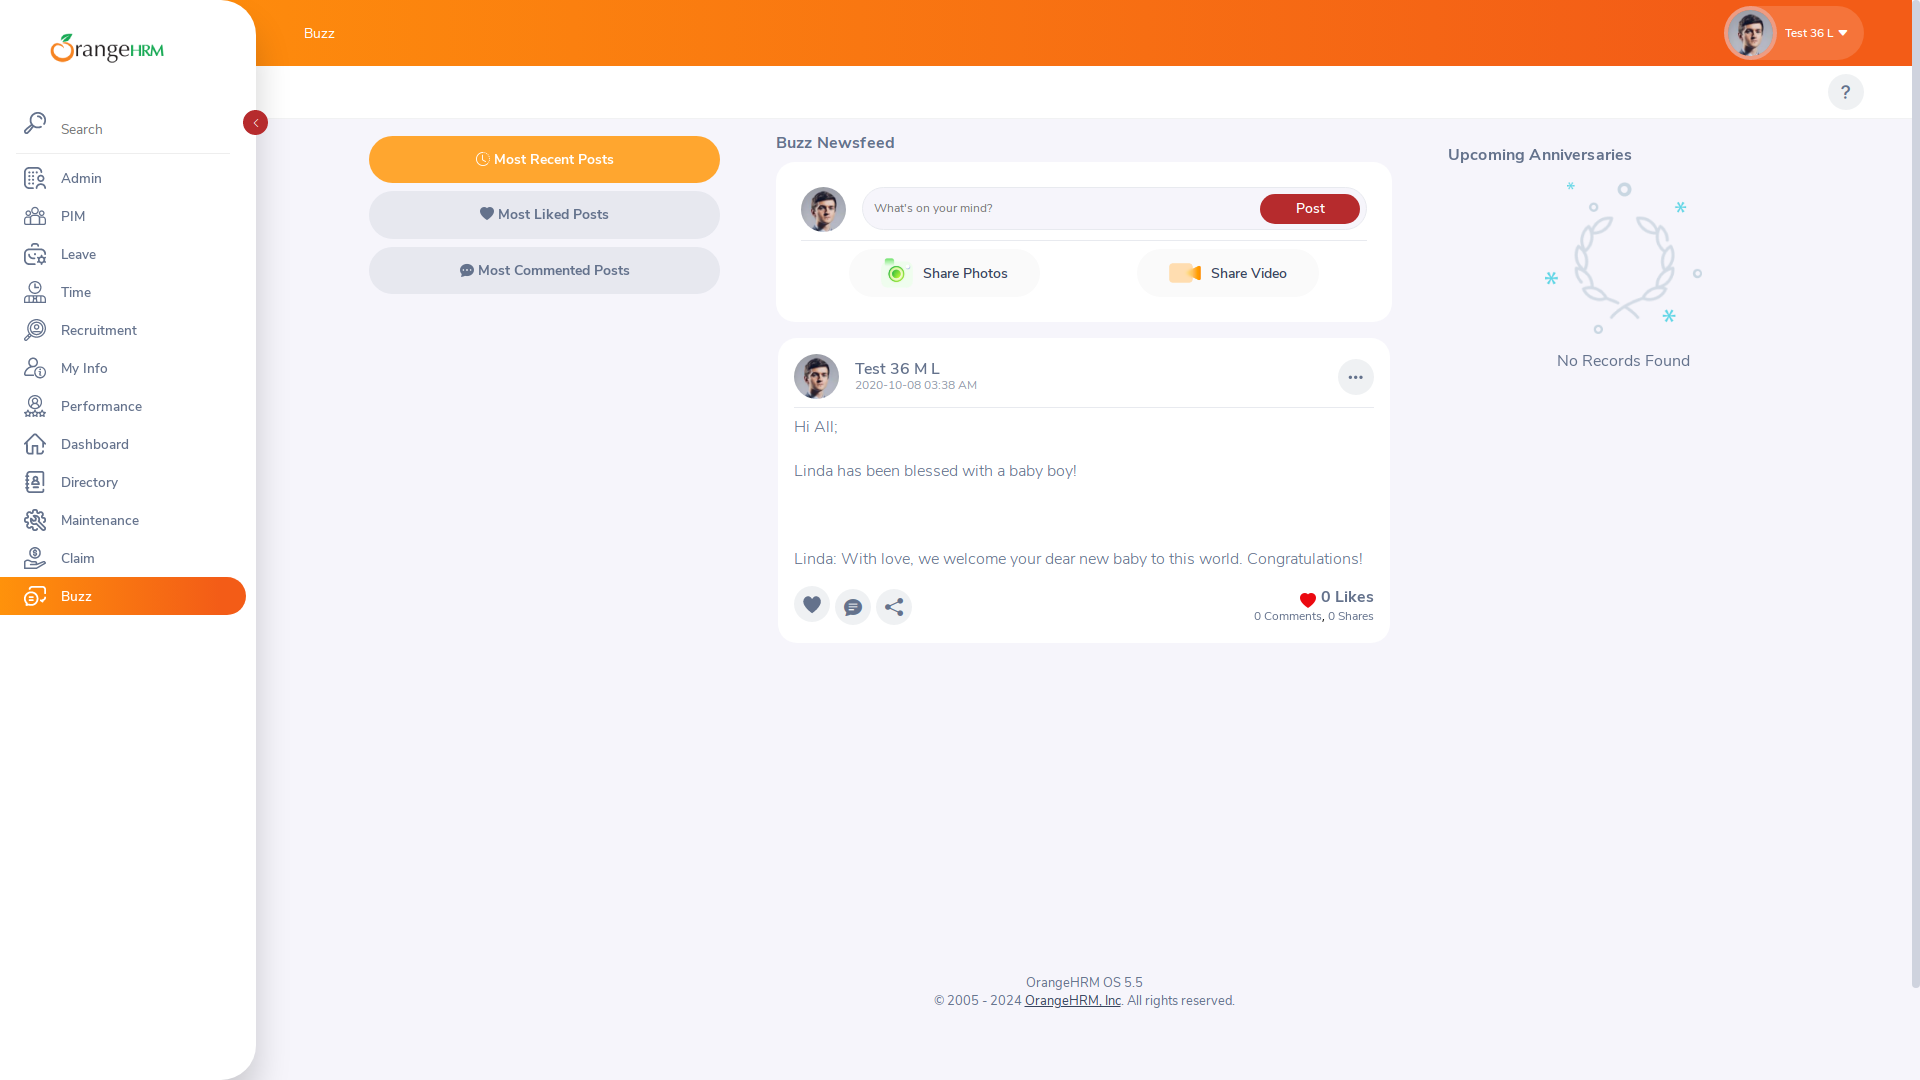 OrangeHRM
Search
Admin
PIM
Leave
Time
Recruitment
My Info
Performance
Dashboard
Directory
Maintenance
Claim
Buzz
Buzz
Test 36 L
?
Most Recent Posts
Most Liked Posts
Most Commented Posts
Buzz Newsfeed
What's on your mind?
Post
Share Photos
Share Video
Test 36 M L
2020-10-08 03:38 AM
Hi All;
Linda has been blessed with a baby boy!
Linda: With love, we welcome your dear new baby to this world. Congratulations!
0 Likes
0 Comments, 0 Shares
Upcoming Anniversaries
No Records Found
OrangeHRM OS 5.5
© 2005 - 2024 OrangeHRM, Inc. All rights reserved.